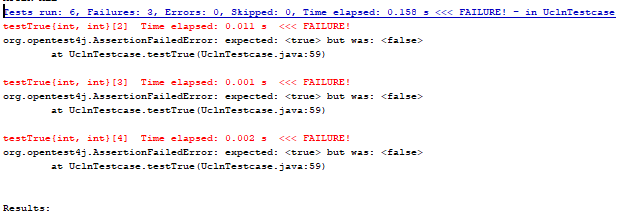 Tests run: 6, Failures: 3, Errors: 0, Skipped: 0, Time elapsed: 0.158 s <<< FAILURE! - in UclnTestcase
testTrue{int, int}[2]  Time elapsed: 0.011 s  <<< FAILURE!
org.opentest4j.AssertionFailedError: expected: <true> but was: <false>
at UclnTestcase.testTrue(UclnTestcase.java:59)
testTrue{int, int}[3]  Time elapsed: 0.001 s  <<< FAILURE!
org.opentest4j.AssertionFailedError: expected: <true> but was: <false>
at UclnTestcase.testTrue(UclnTestcase.java:59)
testTrue{int, int}[4]  Time elapsed: 0.002 s  <<< FAILURE!
org.opentest4j.AssertionFailedError: expected: <true> but was: <false>
at UclnTestcase.testTrue(UclnTestcase.java:59)
Results: